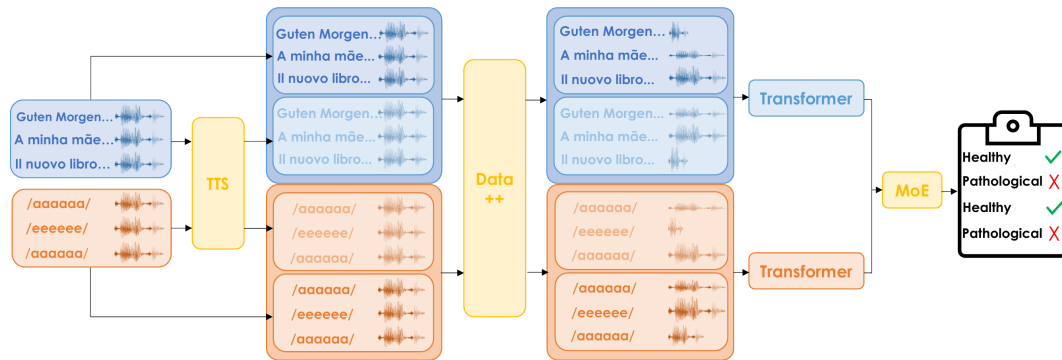 Guten Morgen...
A minha mãe...
Il nuovo libro...
/aaaaaa/
/eeeeee/
/aaaaaa/
TTS
Guten Morgen...
A minha mãe...
Il nuovo libro...
Guten Morgen...
A minha mãe...
Il nuovo libro...
/aaaaaa/
/eeeeee/
/aaaaaa/
/aaaaaa/
/eeeeee/
/aaaaaa/
Data
++
Guten Morgen...
A minha mãe...
Il nuovo libro...
Guten Morgen...
A minha mãe...
Il nuovo libro...
/aaaaaa/
/eeeeee/
/aaaaaa/
/aaaaaa/
/eeeeee/
/aaaaaa/
Transformer
Transformer
MoE
Healthy
Pathological
Healthy
Pathological